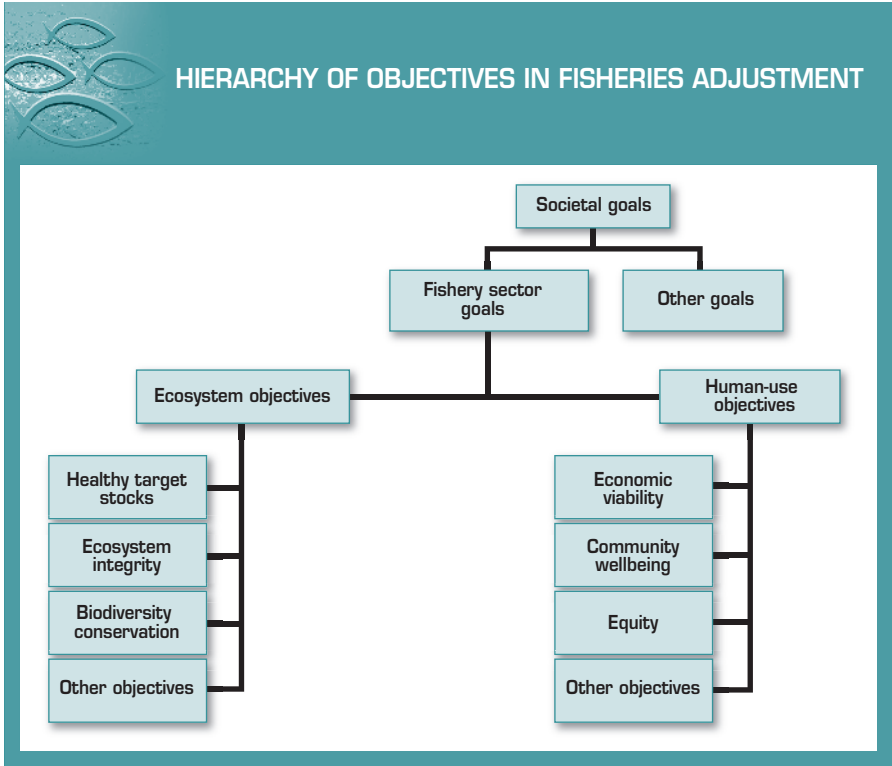 HIERARCHY OF OBJECTIVES IN FISHERIES ADJUSTMENT
Societal goals
Fishery sector
goals
Other goals
Ecosystem objectives
Human-use
objectives
Healthy target
stocks
Ecosystem
integrity
Biodiversity
conservation
Other objectives
Economic
viability
Community
wellbeing
Equity
Other objectives